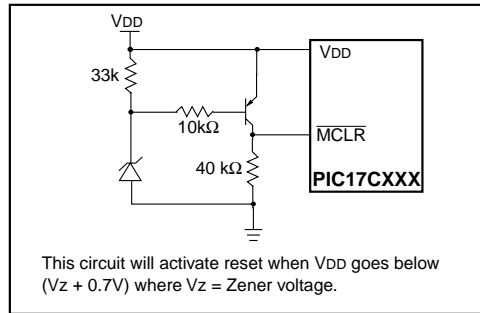 VDD
VDD
33k
10kΩ
MCLR
40 kΩ
PIC17CXXX
This circuit will activate reset when VDD goes below
(Vz + 0.7V) where Vz = Zener voltage.